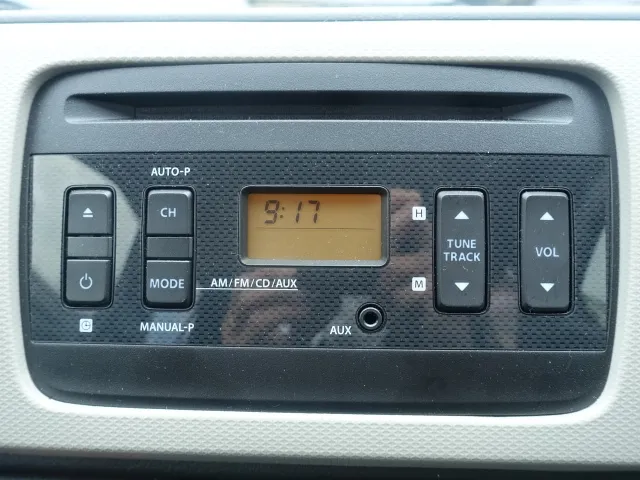 AUTO-P
CH
9:17
H
TUNE
TRACK
VOL
MODE
AM/FM/CD/AUX
M
MANUAL-P
AUX